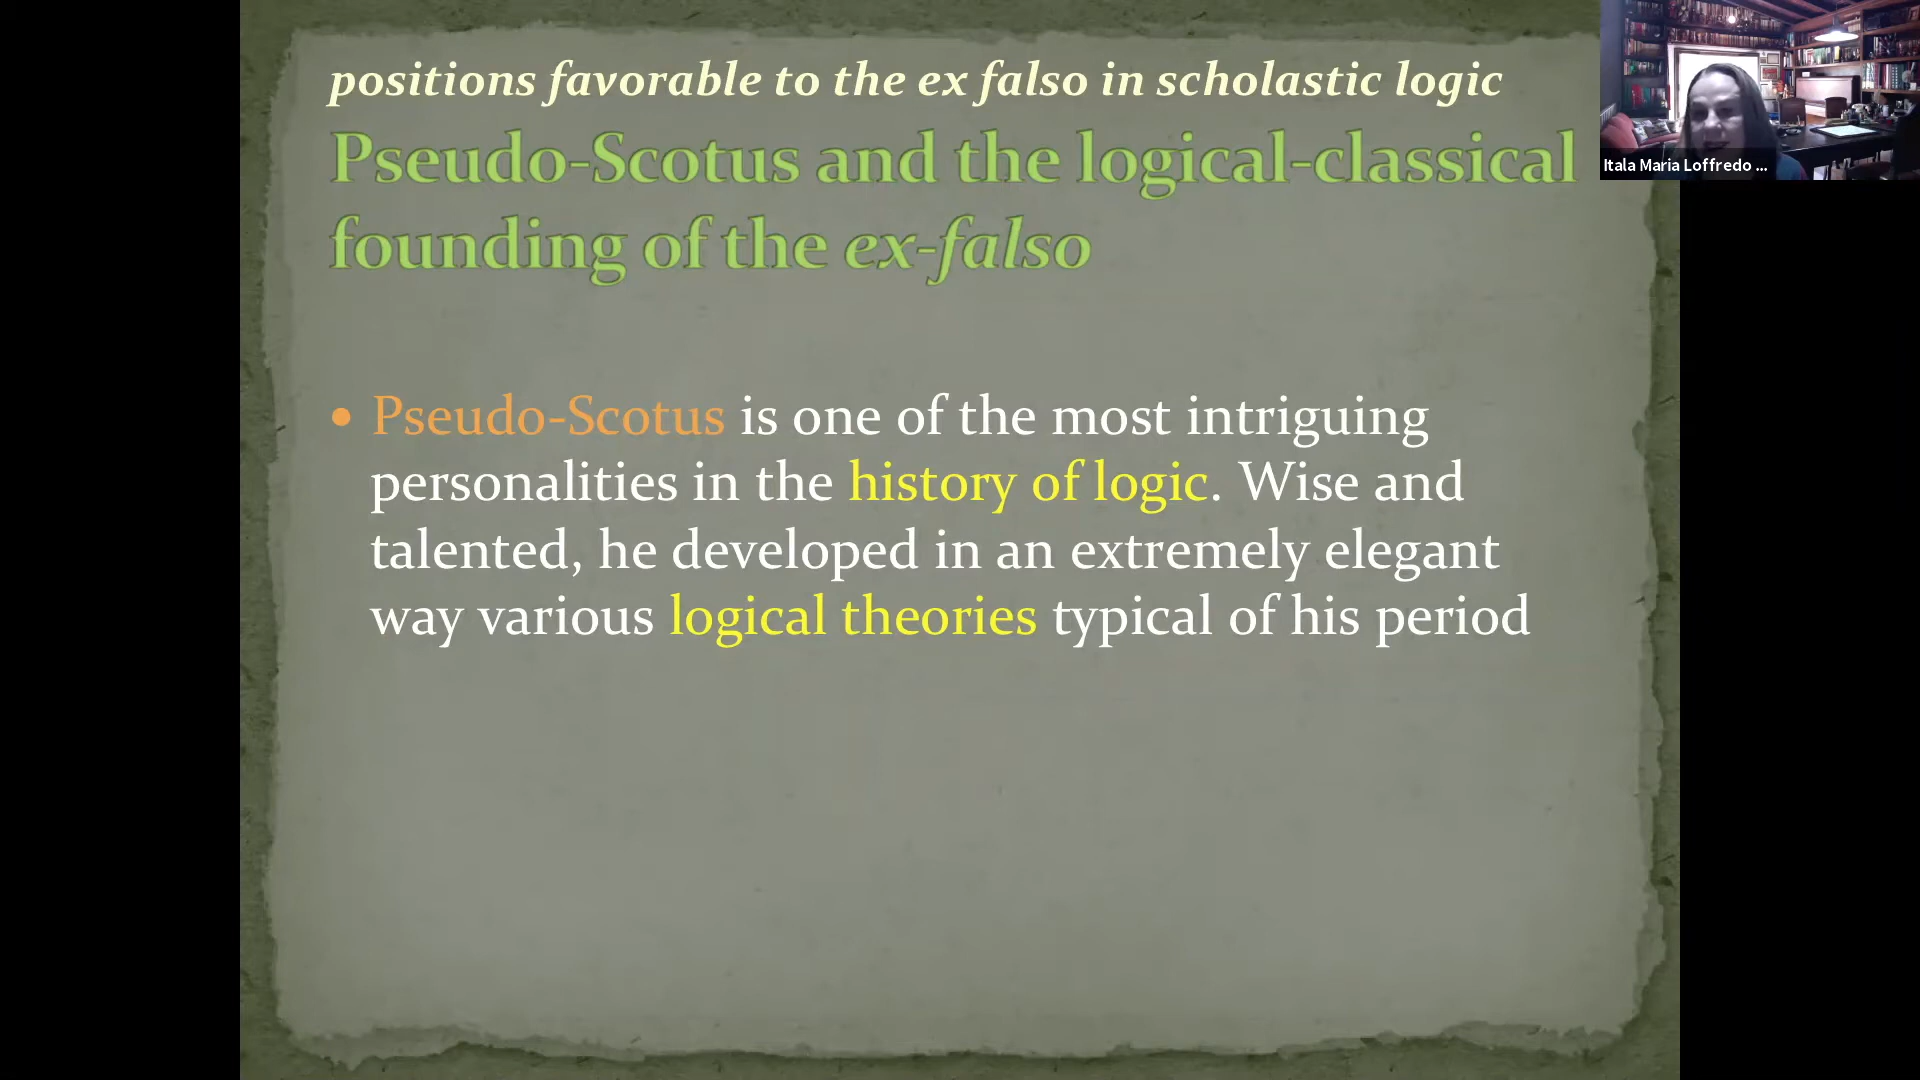 positions favorable to the ex falso in scholastic logic
Pseudo-Scotus and the logical-classical
founding of the ex-falso
• Pseudo-Scotus is one of the most intriguing
personalities in the history of logic. Wise and
talented, he developed in an extremely elegant
way various logical theories typical of his period
Itala Maria Loffredo ...